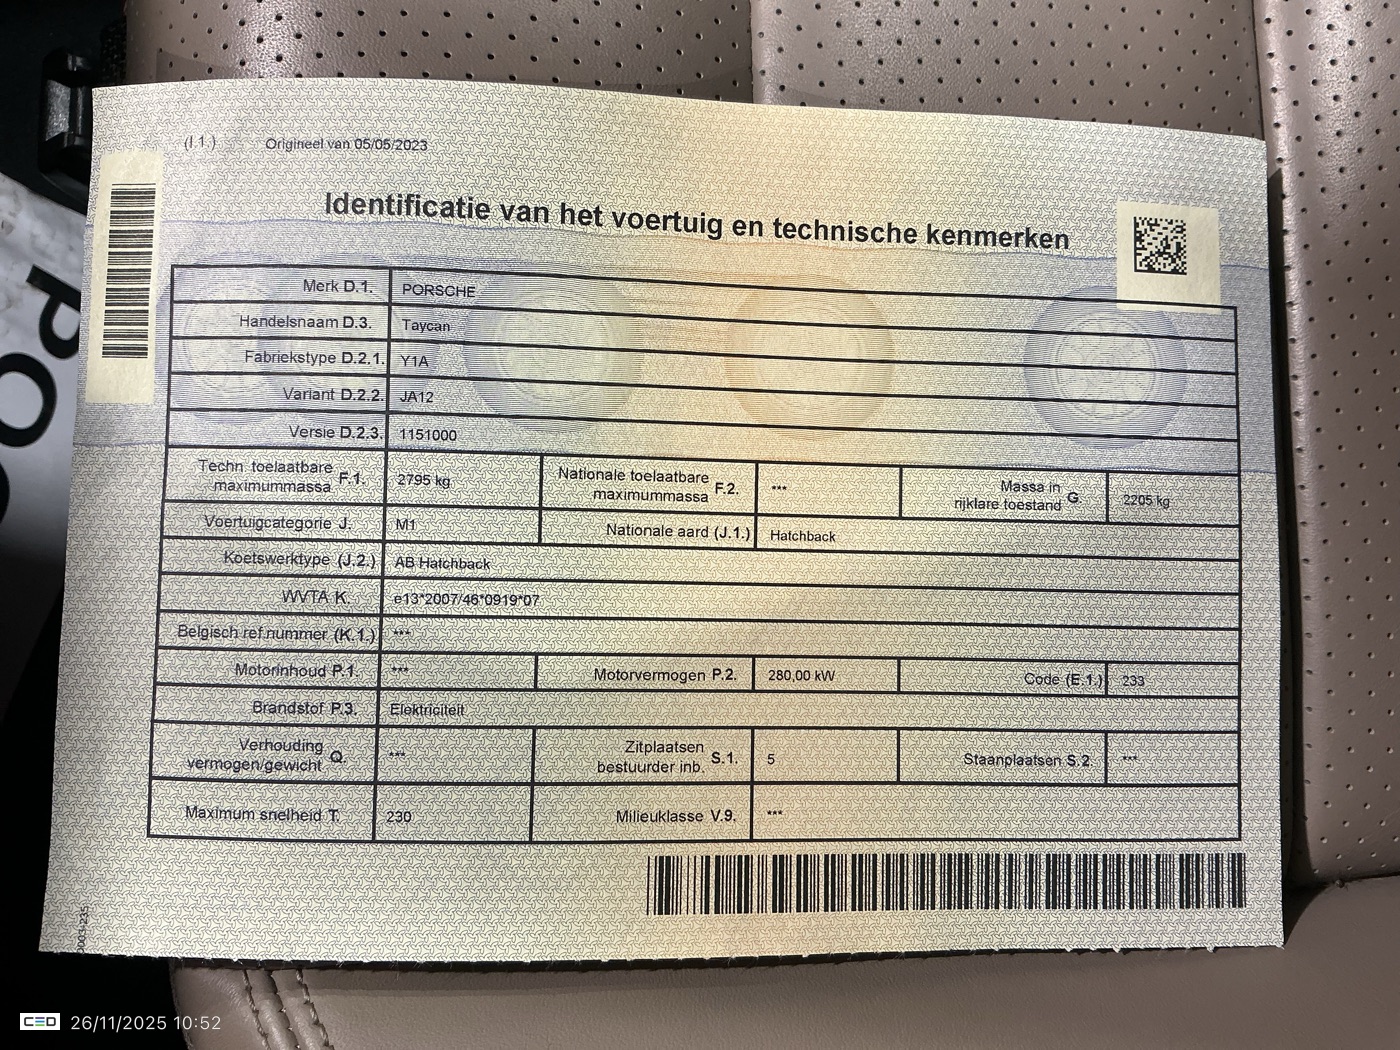 (I.1.) Origineel van 05/05/2023
Identificatie van het voertuig en technische kenmerken
Merk D.1. PORSCHE
Handelsnaam D.3. Taycan
Fabriekstype D.2.1. Y1A
Variant D.2.2. JA12
Versie D.2.3. 1151000
Techn. toelaatbare maximummassa F.1. 2795 kg Nationale toelaatbare maximummassa F.2. *** Massa in rijklare toestand G. 2205 kg
Voertuigcategorie J. M1 Nationale aard (J.1.) Hatchback
Koetswerktype (J.2.) AB Hatchback
WVTA K. e13*2007/46*0919*07
Belgisch ref.nummer (K.1.) ***
Motorinhoud P.1. *** Motorvermogen P.2. 280,00 kW Code (E.1.) 233
Brandstof P.3. Elektriciteit
Verhouding vermogen/gewicht Q. *** Zitplaatsen bestuurder inb. S.1. 5 Staanplaatsen S.2. ***
Maximum snelheid T. 230 Milieuklasse V.9. ***
CED 26/11/2025 10:52